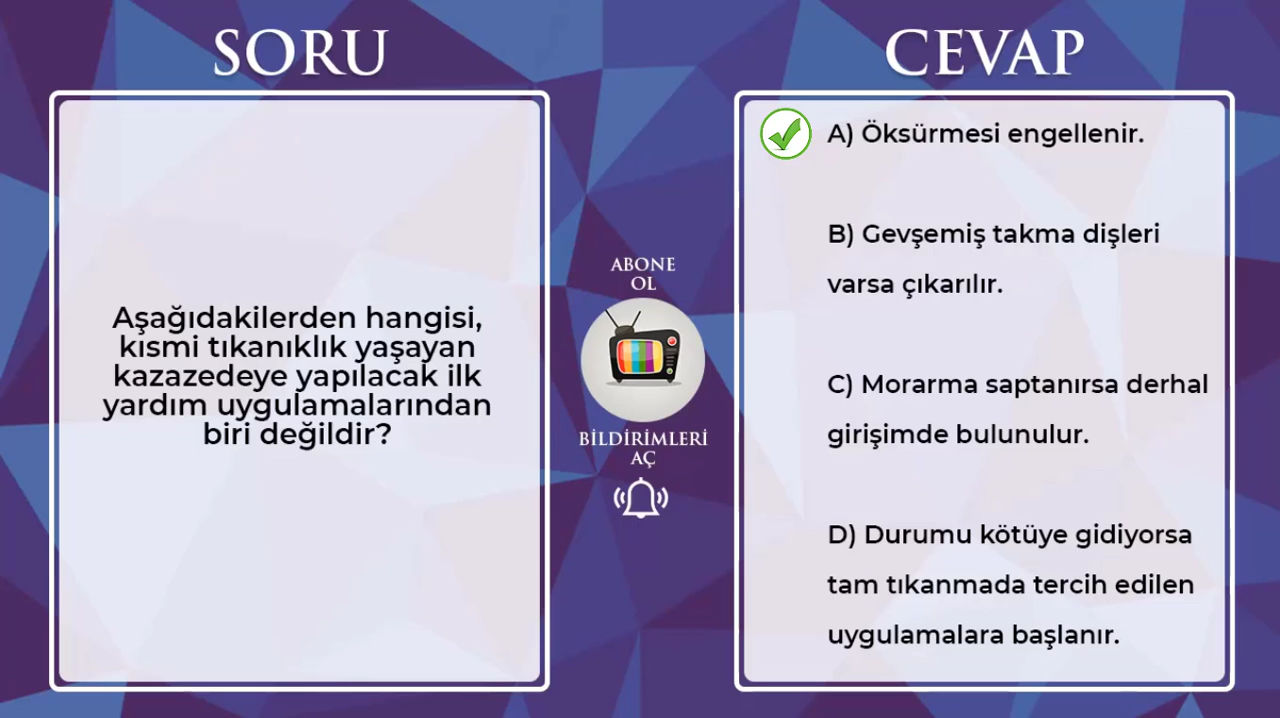 SORU
Aşağıdakilerden hangisi,
kısmi tıkanıklık yaşayan
kazazedeye yapılacak ilk
yardım uygulamalarından
biri değildir?
ABONE
OL
BİLDİRİMLERİ
AÇ
CEVAP
A) Öksürmesi engellenir.
B) Gevşemiş takma dişleri
varsa çıkarılır.
C) Morarma saptanırsa derhal
girişimde bulunulur.
D) Durumu kötüye gidiyorsa
tam tıkanmada tercih edilen
uygulamalara başlanır.